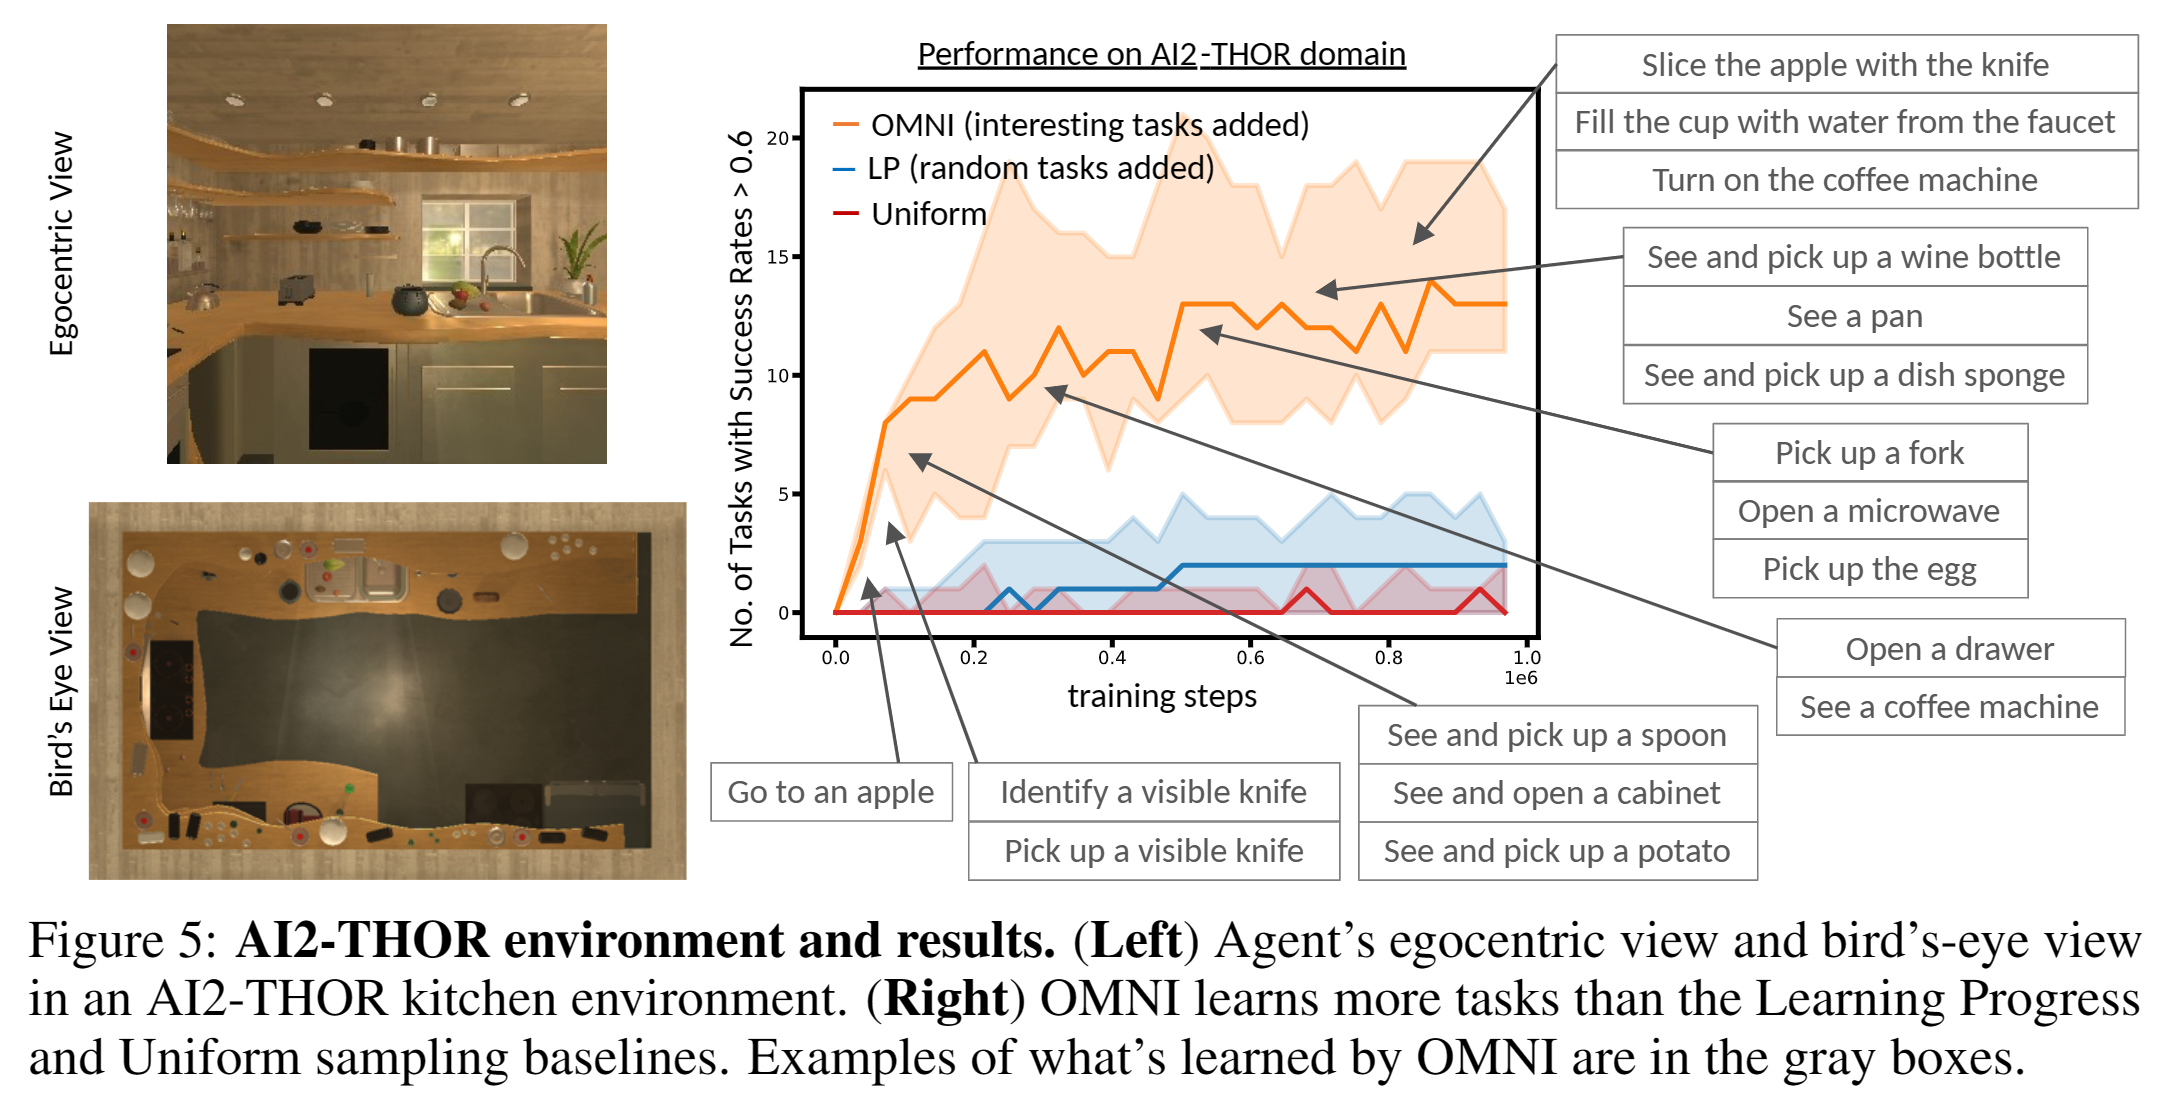 Egocentric View
Bird's Eye View
Performance on AI2-THOR domain
OMNI (interesting tasks added)
LP (random tasks added)
Uniform
No. of Tasks with Success Rates > 0.6
20
15
10
5
0
0.0 0.2 0.4 0.6 0.8 1.0
1e6
training steps
Slice the apple with the knife
Fill the cup with water from the faucet
Turn on the coffee machine
See and pick up a wine bottle
See a pan
See and pick up a dish sponge
Pick up a fork
Open a microwave
Pick up the egg
Open a drawer
See a coffee machine
Go to an apple
Identify a visible knife
Pick up a visible knife
See and pick up a spoon
See and open a cabinet
See and pick up a potato
Figure 5: AI2-THOR environment and results. (Left) Agent’s egocentric view and bird’s-eye view
in an AI2-THOR kitchen environment. (Right) OMNI learns more tasks than the Learning Progress
and Uniform sampling baselines. Examples of what’s learned by OMNI are in the gray boxes.